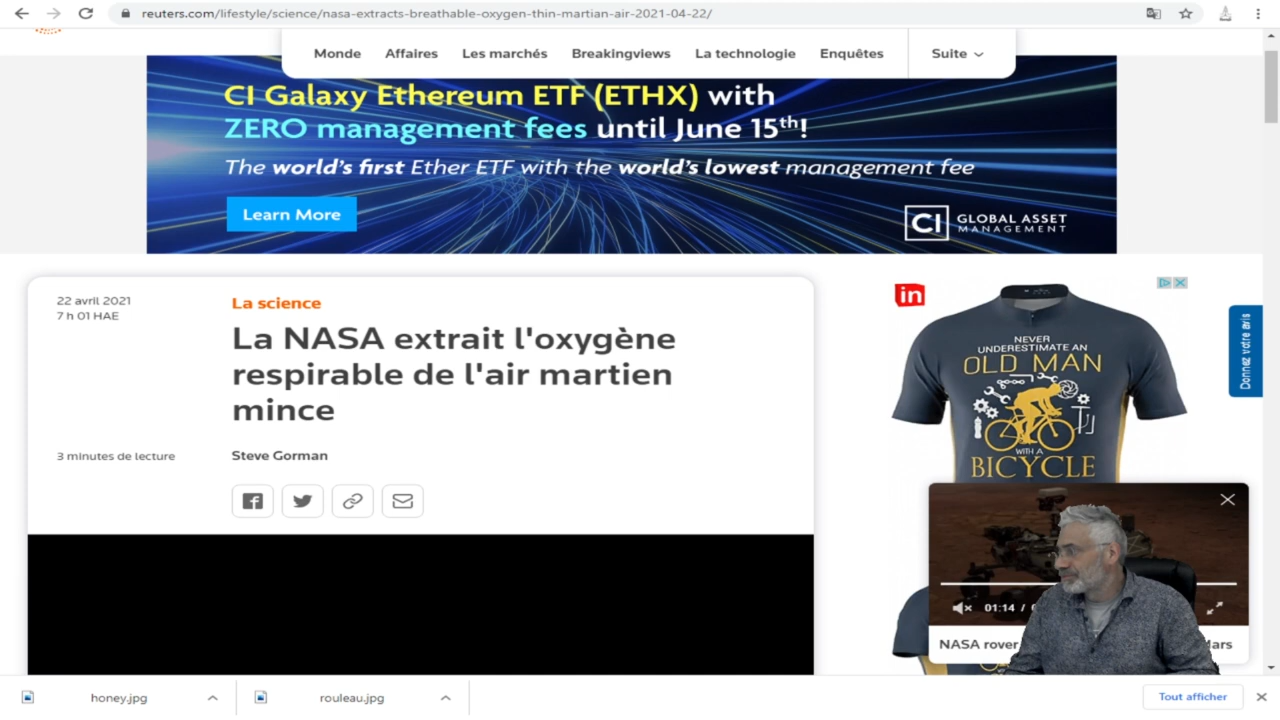 reuters.com/lifestyle/science/nasa-extracts-breathable-oxygen-thin-martian-air-2021-04-22/
Monde Affaires Les marchés Breakingviews La technologie Enquêtes Suite
CI Galaxy Ethereum ETF (ETHX) with
ZERO management fees until June 15th!
The world's first Ether ETF with the world's lowest management fee
Learn More
CI GLOBAL ASSET
MANAGEMENT
22 avril 2021
7 h 01 HAE
La science
La NASA extrait l'oxygène
respirable de l'air martien
mince
3 minutes de lecture
Steve Gorman
in
NEVER
UNDERESTIMATE AN
OLD MAN
WITH A
BICYCLE
Donnez votre avis
01:14 /
NASA rover
honey.jpg
rouleau.jpg
Tout afficher